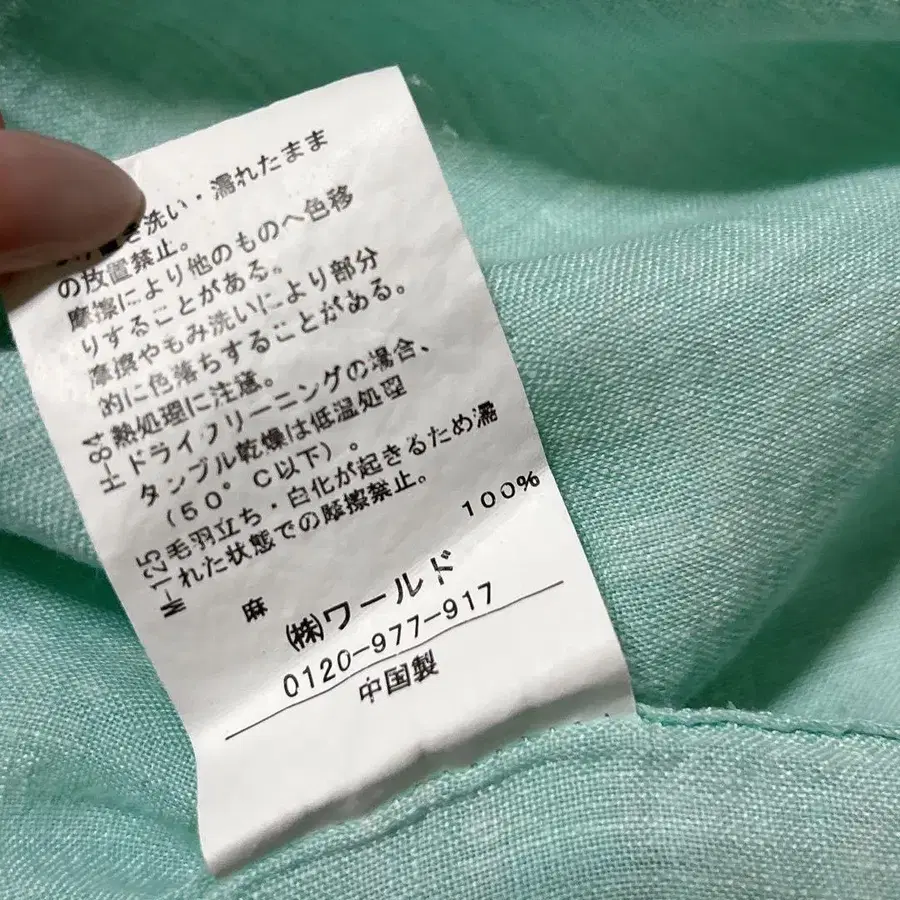 き洗い・濡れたまま
の放置禁止。
摩擦により他のものへ色移
りすることがある。
摩擦やもみ洗いにより部分
的に色落ちすることがある。
熱処理に注意。
H-84 ドライクリーニングの場合、
タンブル乾燥は低温処理
(50°C以下)。
毛羽立ち・白化が起きるため濡
W-125 れた状態での摩擦禁止。
麻 100%
(株)ワールド
0120-977-917
中国製